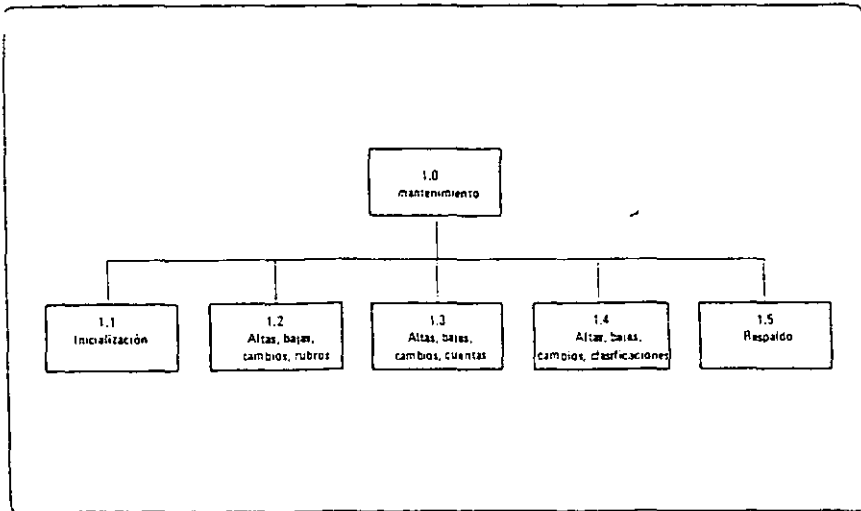 1.0
mantenimiento
1.1
Inicialización
1.2
Altas, bajas,
cambios, rubros
1.3
Altas, bajas,
cambios, cuentas
1.4
Altas, bajas,
cambios, clasificaciones
1.5
Respaldo